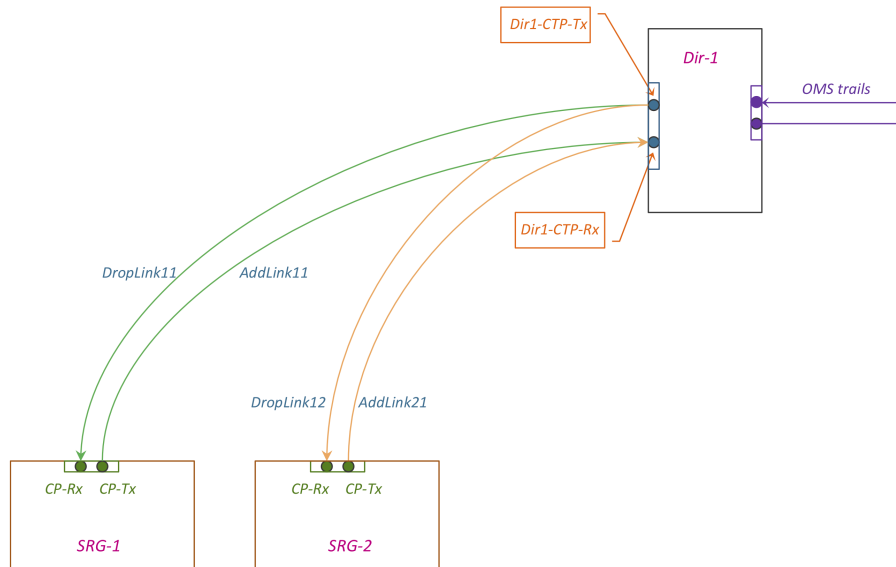 Dir1-CTP-Tx
Dir-1
OMS trails
Dir1-CTP-Rx
DropLink11
AddLink11
DropLink12
AddLink21
CP-Rx
CP-Tx
CP-Rx
CP-Tx
SRG-1
SRG-2